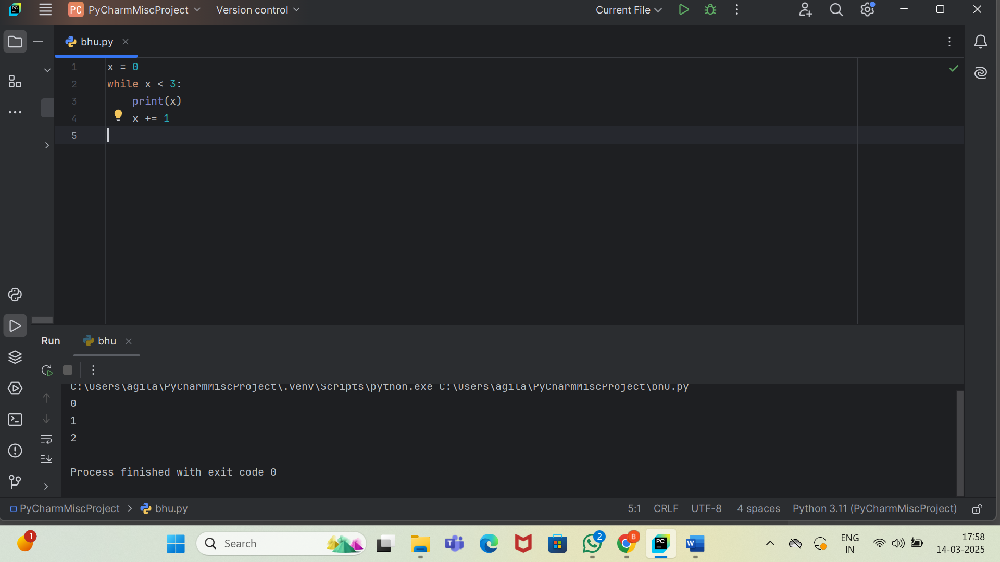 PC PyCharmMiscProject Version control Current File
bhu.py
1 x = 0
2 while x < 3:
3 print(x)
4 x += 1
5
Run bhu
C:\Users\agila\PyCharmMiscProject\.venv\Scripts\python.exe C:\Users\agila\PyCharmMiscProject\bhu.py
0
1
2
Process finished with exit code 0
PyCharmMiscProject > bhu.py 5:1 CRLF UTF-8 4 spaces Python 3.11 (PyCharmMiscProject)
1 Search 2 B PC W ENG 17:58
IN 14-03-2025